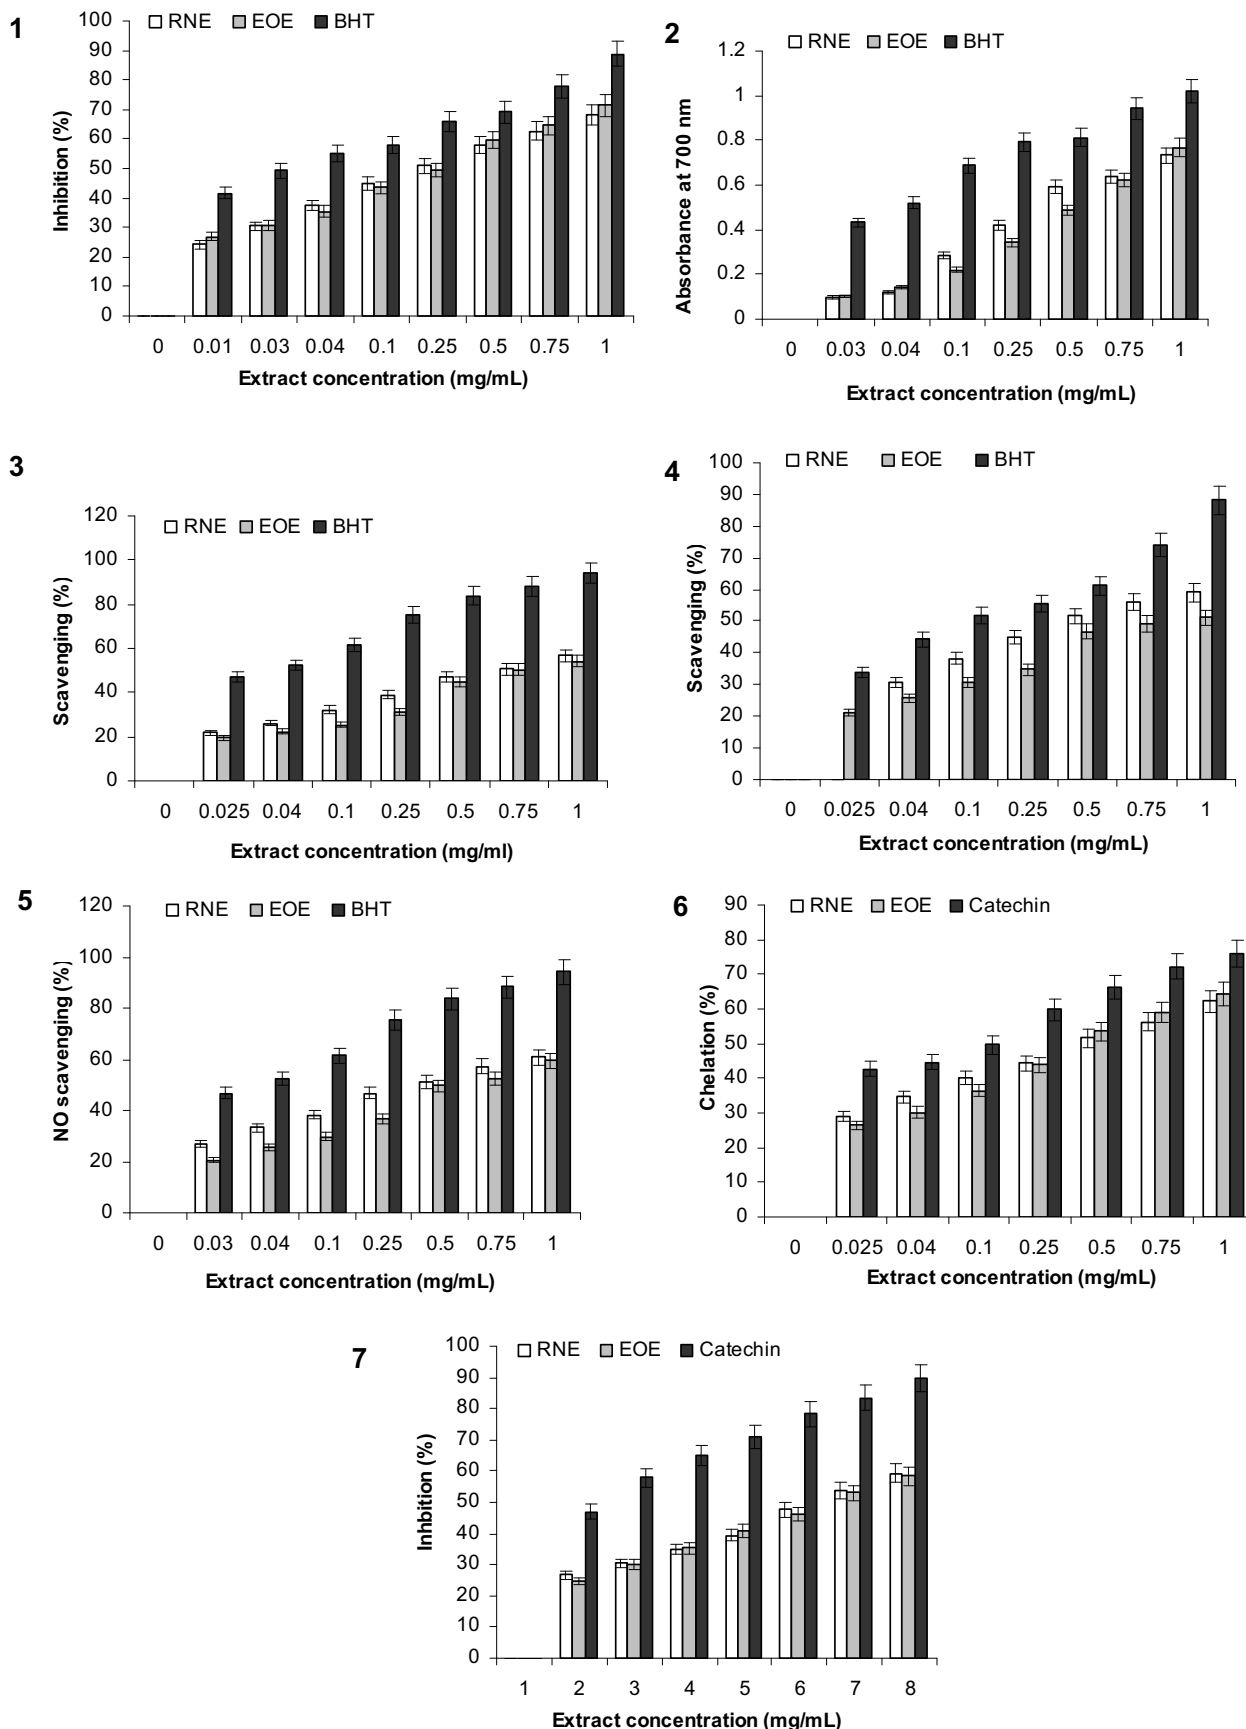 1
RNE EOE BHT
100
90
80
70
60
50
40
30
20
10
0
Inhibition (%)
0 0.01 0.03 0.04 0.1 0.25 0.5 0.75 1
Extract concentration (mg/mL)
2
RNE EOE BHT
1.2
1
0.8
0.6
0.4
0.2
0
Absorbance at 700 nm
0 0.03 0.04 0.1 0.25 0.5 0.75 1
Extract concentration (mg/mL)
3
RNE EOE BHT
120
100
80
60
40
20
0
Scavenging (%)
0 0.025 0.04 0.1 0.25 0.5 0.75 1
Extract concentration (mg/ml)
4
RNE EOE BHT
100
90
80
70
60
50
40
30
20
10
0
Scavenging (%)
0 0.025 0.04 0.1 0.25 0.5 0.75 1
Extract concentration (mg/mL)
5
RNE EOE BHT
120
100
80
60
40
20
0
NO scavenging (%)
0 0.03 0.04 0.1 0.25 0.5 0.75 1
Extract concentration (mg/mL)
6
RNE EOE Catechin
90
80
70
60
50
40
30
20
10
0
Chelation (%)
0 0.025 0.04 0.1 0.25 0.5 0.75 1
Extract concentration (mg/mL)
7
RNE EOE Catechin
100
90
80
70
60
50
40
30
20
10
0
Inhbition (%)
1 2 3 4 5 6 7 8
Extract concentration (mg/mL)